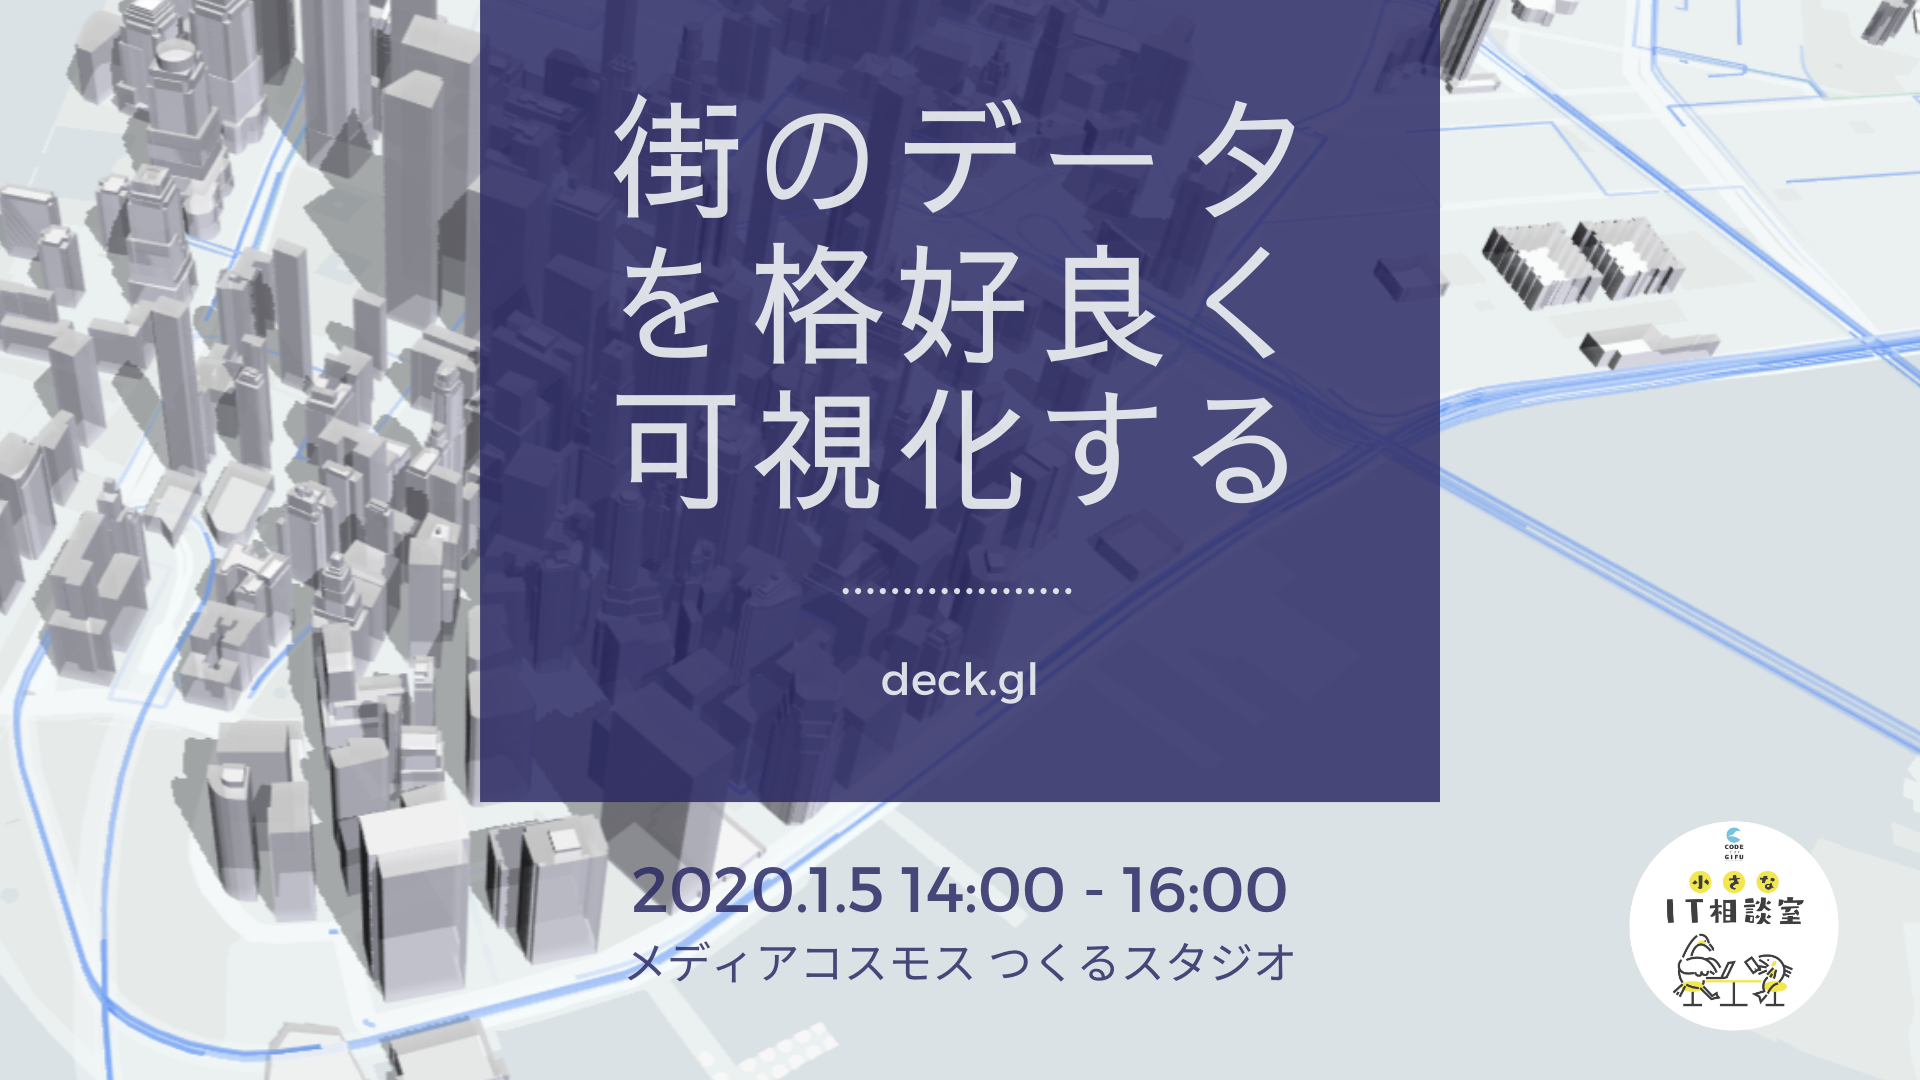 街のデータ
を格好良く
可視化する
deck.gl
2020.1.5 14:00 - 16:00
メディアコスモス つくるスタジオ
CODE
GIFU
小さな
IT相談室